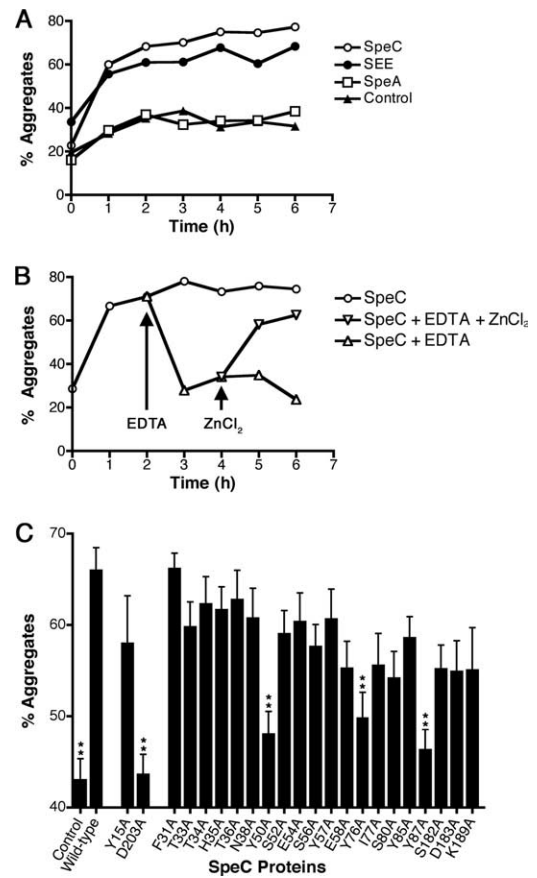 A
% Aggregates
80
60
40
20
0
0 1 2 3 4 5 6 7
Time (h)
SpeC
SEE
SpeA
Control
B
% Aggregates
80
60
40
20
0
EDTA
ZnCl₂
0 1 2 3 4 5 6 7
Time (h)
SpeC
SpeC + EDTA + ZnCl₂
SpeC + EDTA
C
% Aggregates
70
60
50
40
**
**
**
**
**
Control
Wild-type
Y15A
D203A
F31A
T33A
T34A
H35A
T36A
N38A
Y50A
S52A
E54A
S56A
Y57A
E58A
Y76A
I77A
S80A
Y85A
Y87A
S182A
D183A
K189A
SpeC Proteins